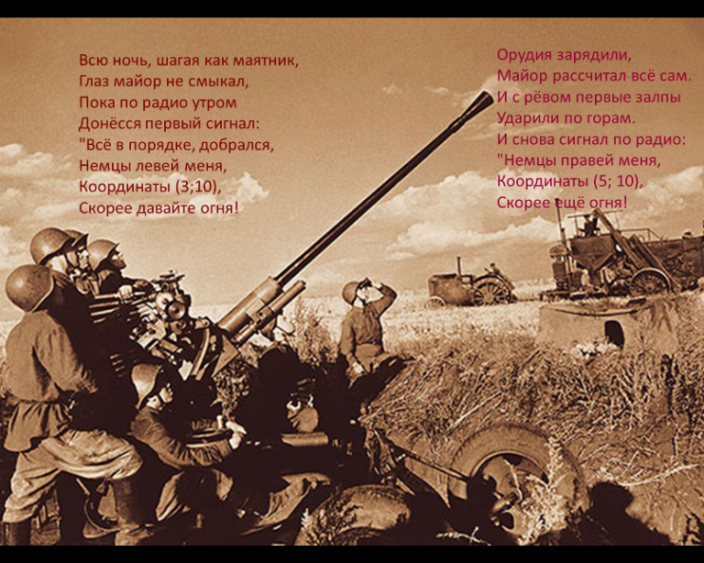 Всю ночь, шагая как маятник,
Глаз майор не смыкал,
Пока по радио утром
Донёсся первый сигнал:
"Всё в порядке, добрался,
Немцы левей меня,
Координаты (3;10),
Скорее давайте огня!
Орудия зарядили,
Майор рассчитал всё сам.
И с рёвом первые залпы
Ударили по горам.
И снова сигнал по радио:
"Немцы правей меня,
Координаты (5; 10),
Скорее ещё огня!